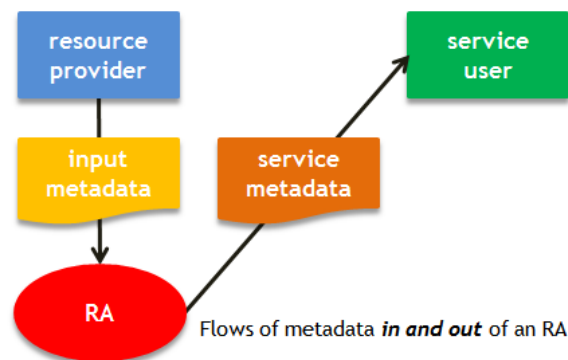 resource
provider
service
user
input
metadata
service
metadata
RA
Flows of metadata in and out of an RA